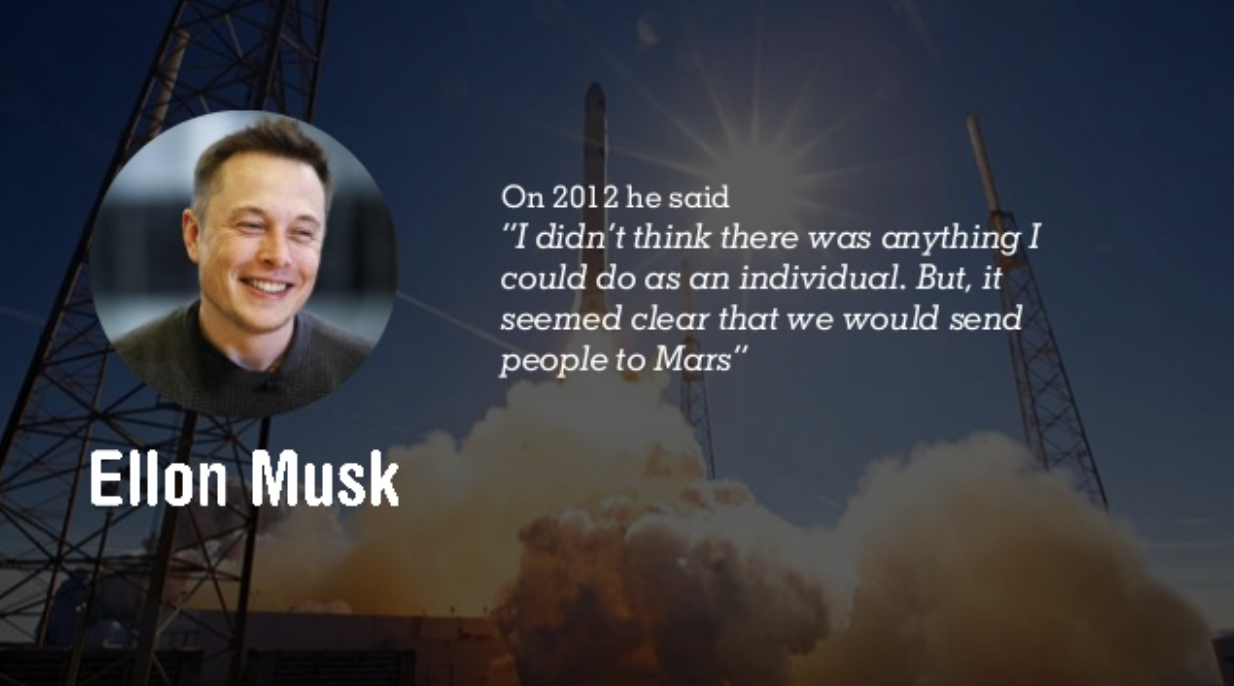 On 2012 he said
“I didn’t think there was anything I
could do as an individual. But, it
seemed clear that we would send
people to Mars”
Ellon Musk